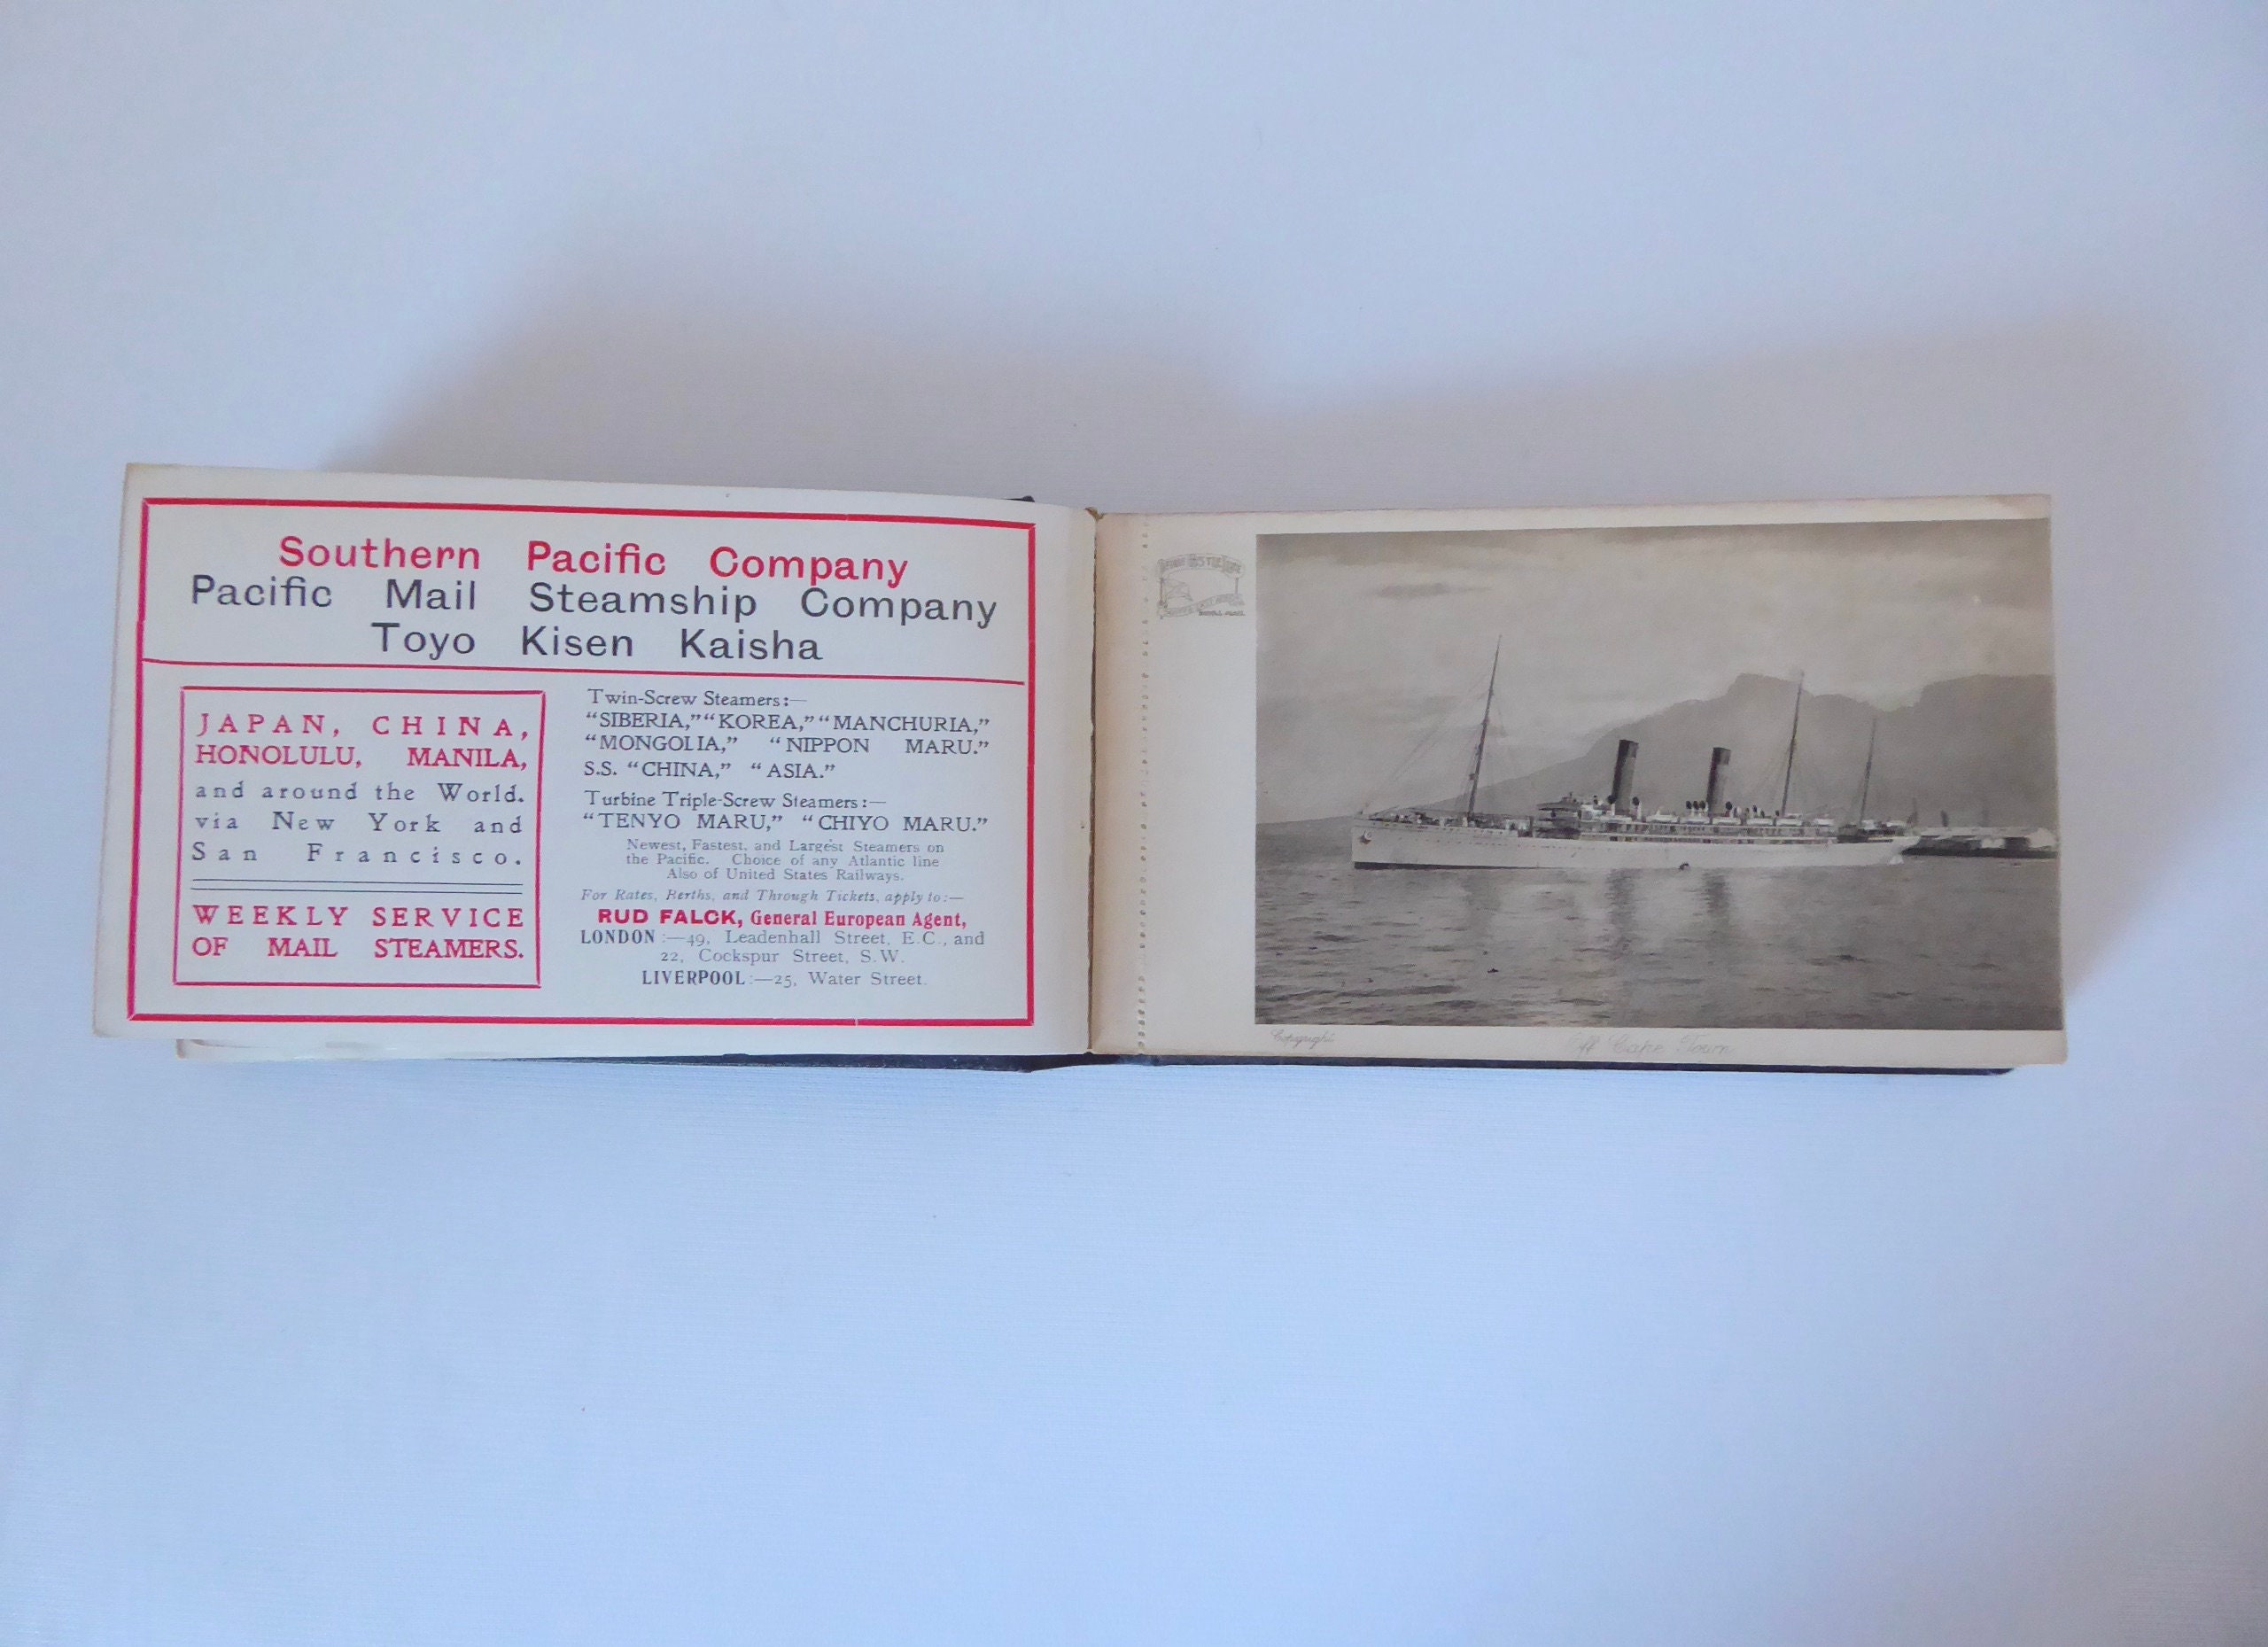 Southern Pacific Company
Pacific Mail Steamship Company
Toyo Kisen Kaisha
JAPAN, CHINA,
HONOLULU, MANILA,
and around the World.
via New York and
San Francisco.
WEEKLY SERVICE
OF MAIL STEAMERS.
Twin-Screw Steamers:—
“SIBERIA,” “KOREA,” “MANCHURIA,”
“MONGOLIA,” “NIPPON MARU.”
S.S. “CHINA,” “ASIA.”
Turbine Triple-Screw Steamers:—
“TENYO MARU,” “CHIYO MARU.”
Newest, Fastest, and Largest Steamers on
the Pacific. Choice of any Atlantic line
Also of United States Railways.
For Rates, Berths, and Through Tickets, apply to:—
RUD FALCK, General European Agent,
LONDON:—49, Leadenhall Street, E.C., and
22, Cockspur Street, S.W.
LIVERPOOL:—25, Water Street.
Copyright
Cape Town